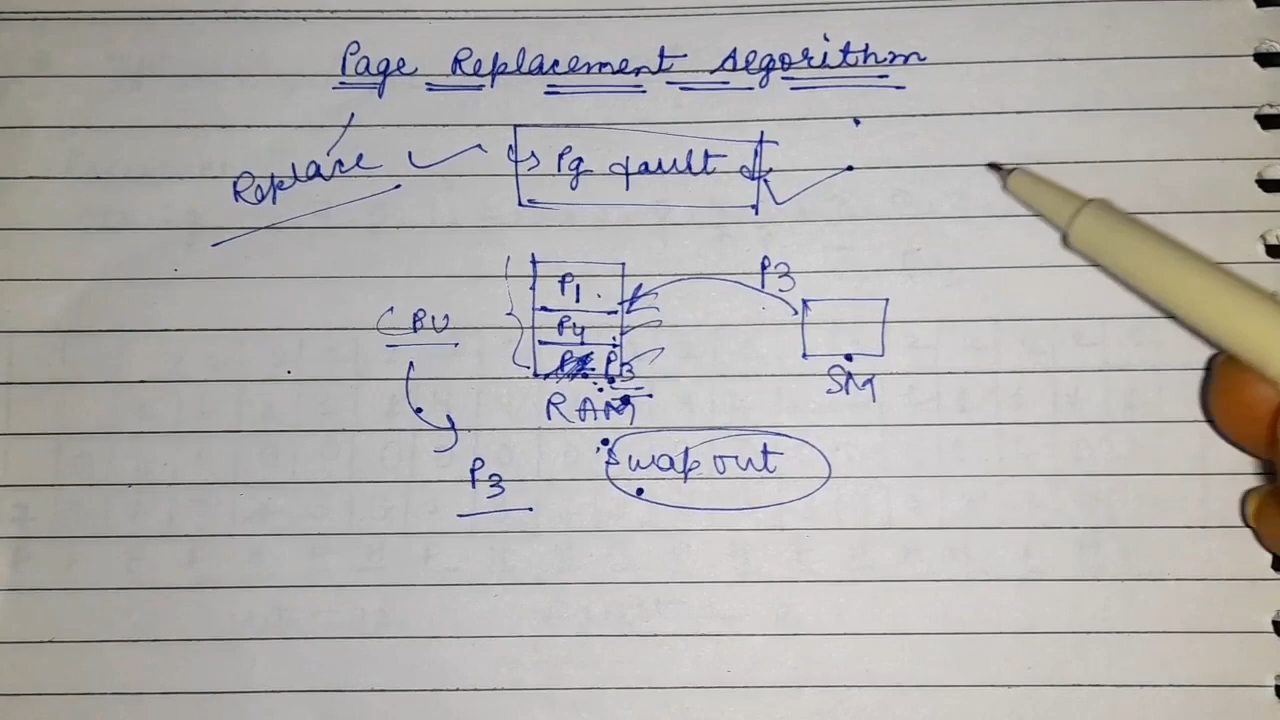 Page Replacement Algorithm
Replace
Pg fault
P1
P3
CPU
P4
P3
RAM
SM
Swap out
P3